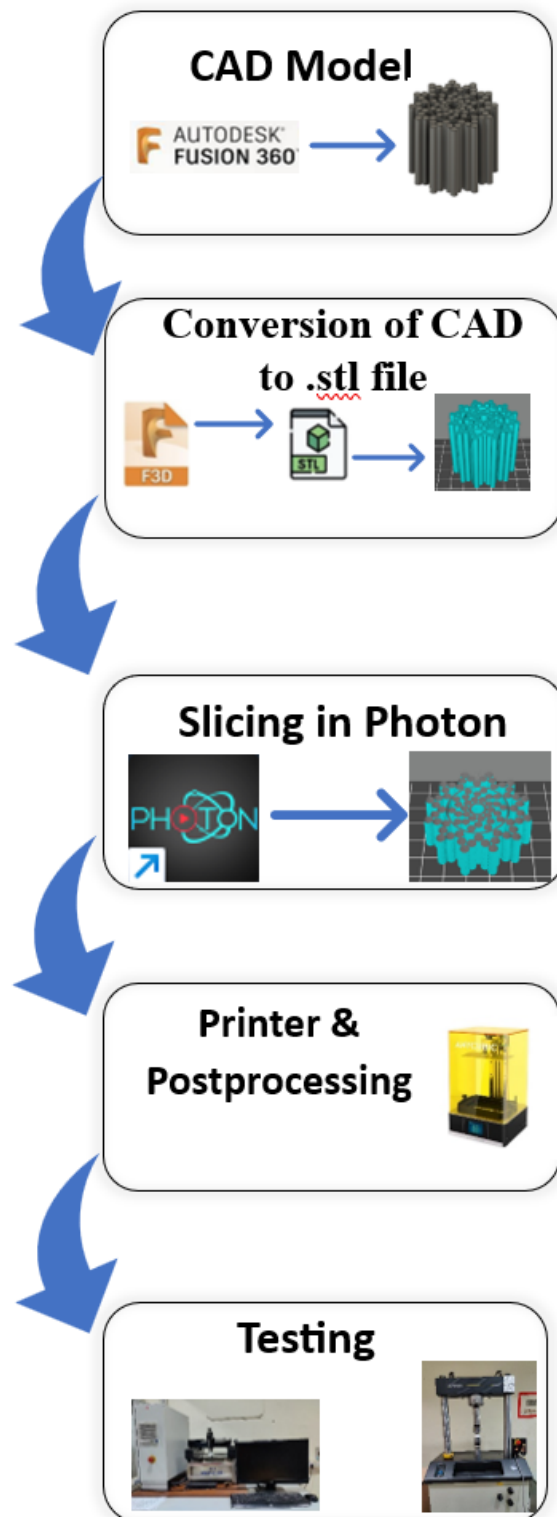 CAD Model
AUTODESK®
FUSION 360
Conversion of CAD
to .stl file
F3D
STL
Slicing in Photon
PHOTON
Printer &
Postprocessing
Testing